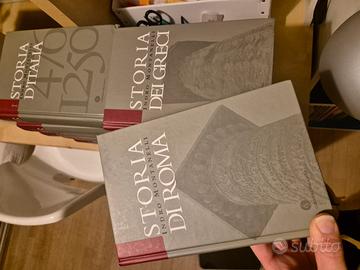 STORIA
D'ITALIA
476
1250
STORIA
INDRO MONTANELLI
DEI GRECI
STORIA
INDRO MONTANELLI
DI ROMA
subito